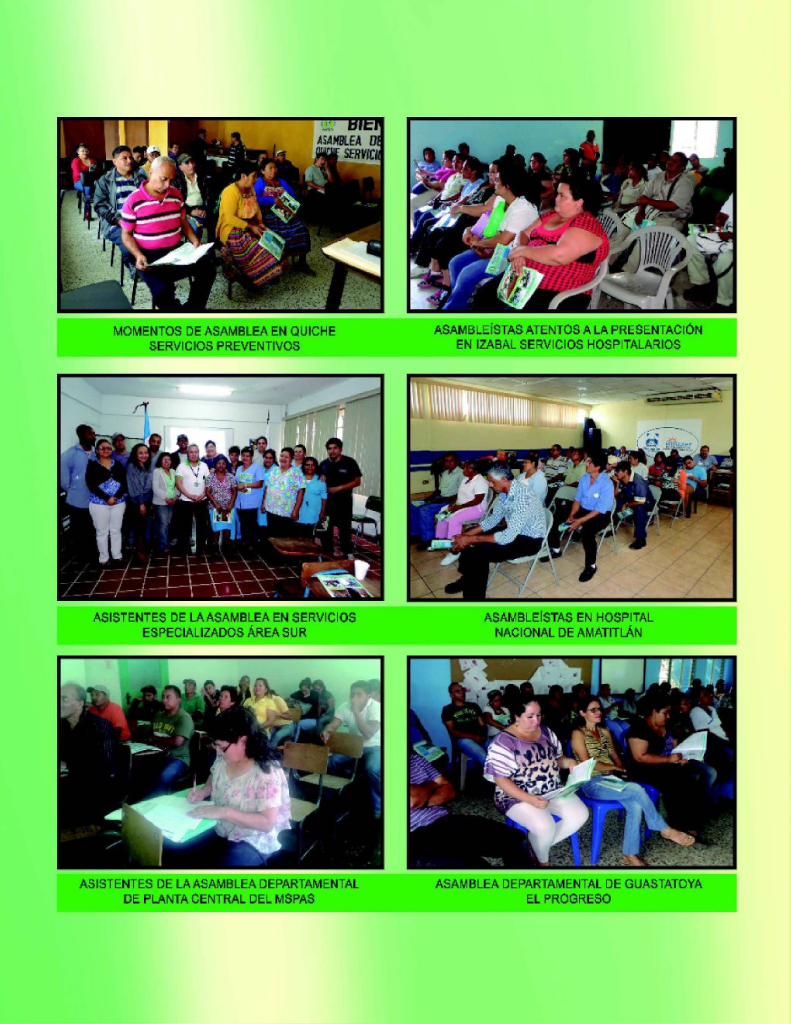 BIEN
ASAMBLEA DE
QUICHE SERVICIO
MOMENTOS DE ASAMBLEA EN QUICHE
SERVICIOS PREVENTIVOS
ASAMBLEÍSTAS ATENTOS A LA PRESENTACIÓN
EN IZABAL SERVICIOS HOSPITALARIOS
ASISTENTES DE LA ASAMBLEA EN SERVICIOS
ESPECIALIZADOS ÁREA SUR
ASAMBLEÍSTAS EN HOSPITAL
NACIONAL DE AMATITLÁN
ASISTENTES DE LA ASAMBLEA DEPARTAMENTAL
DE PLANTA CENTRAL DEL MSPAS
ASAMBLEA DEPARTAMENTAL DE GUASTATOYA
EL PROGRESO